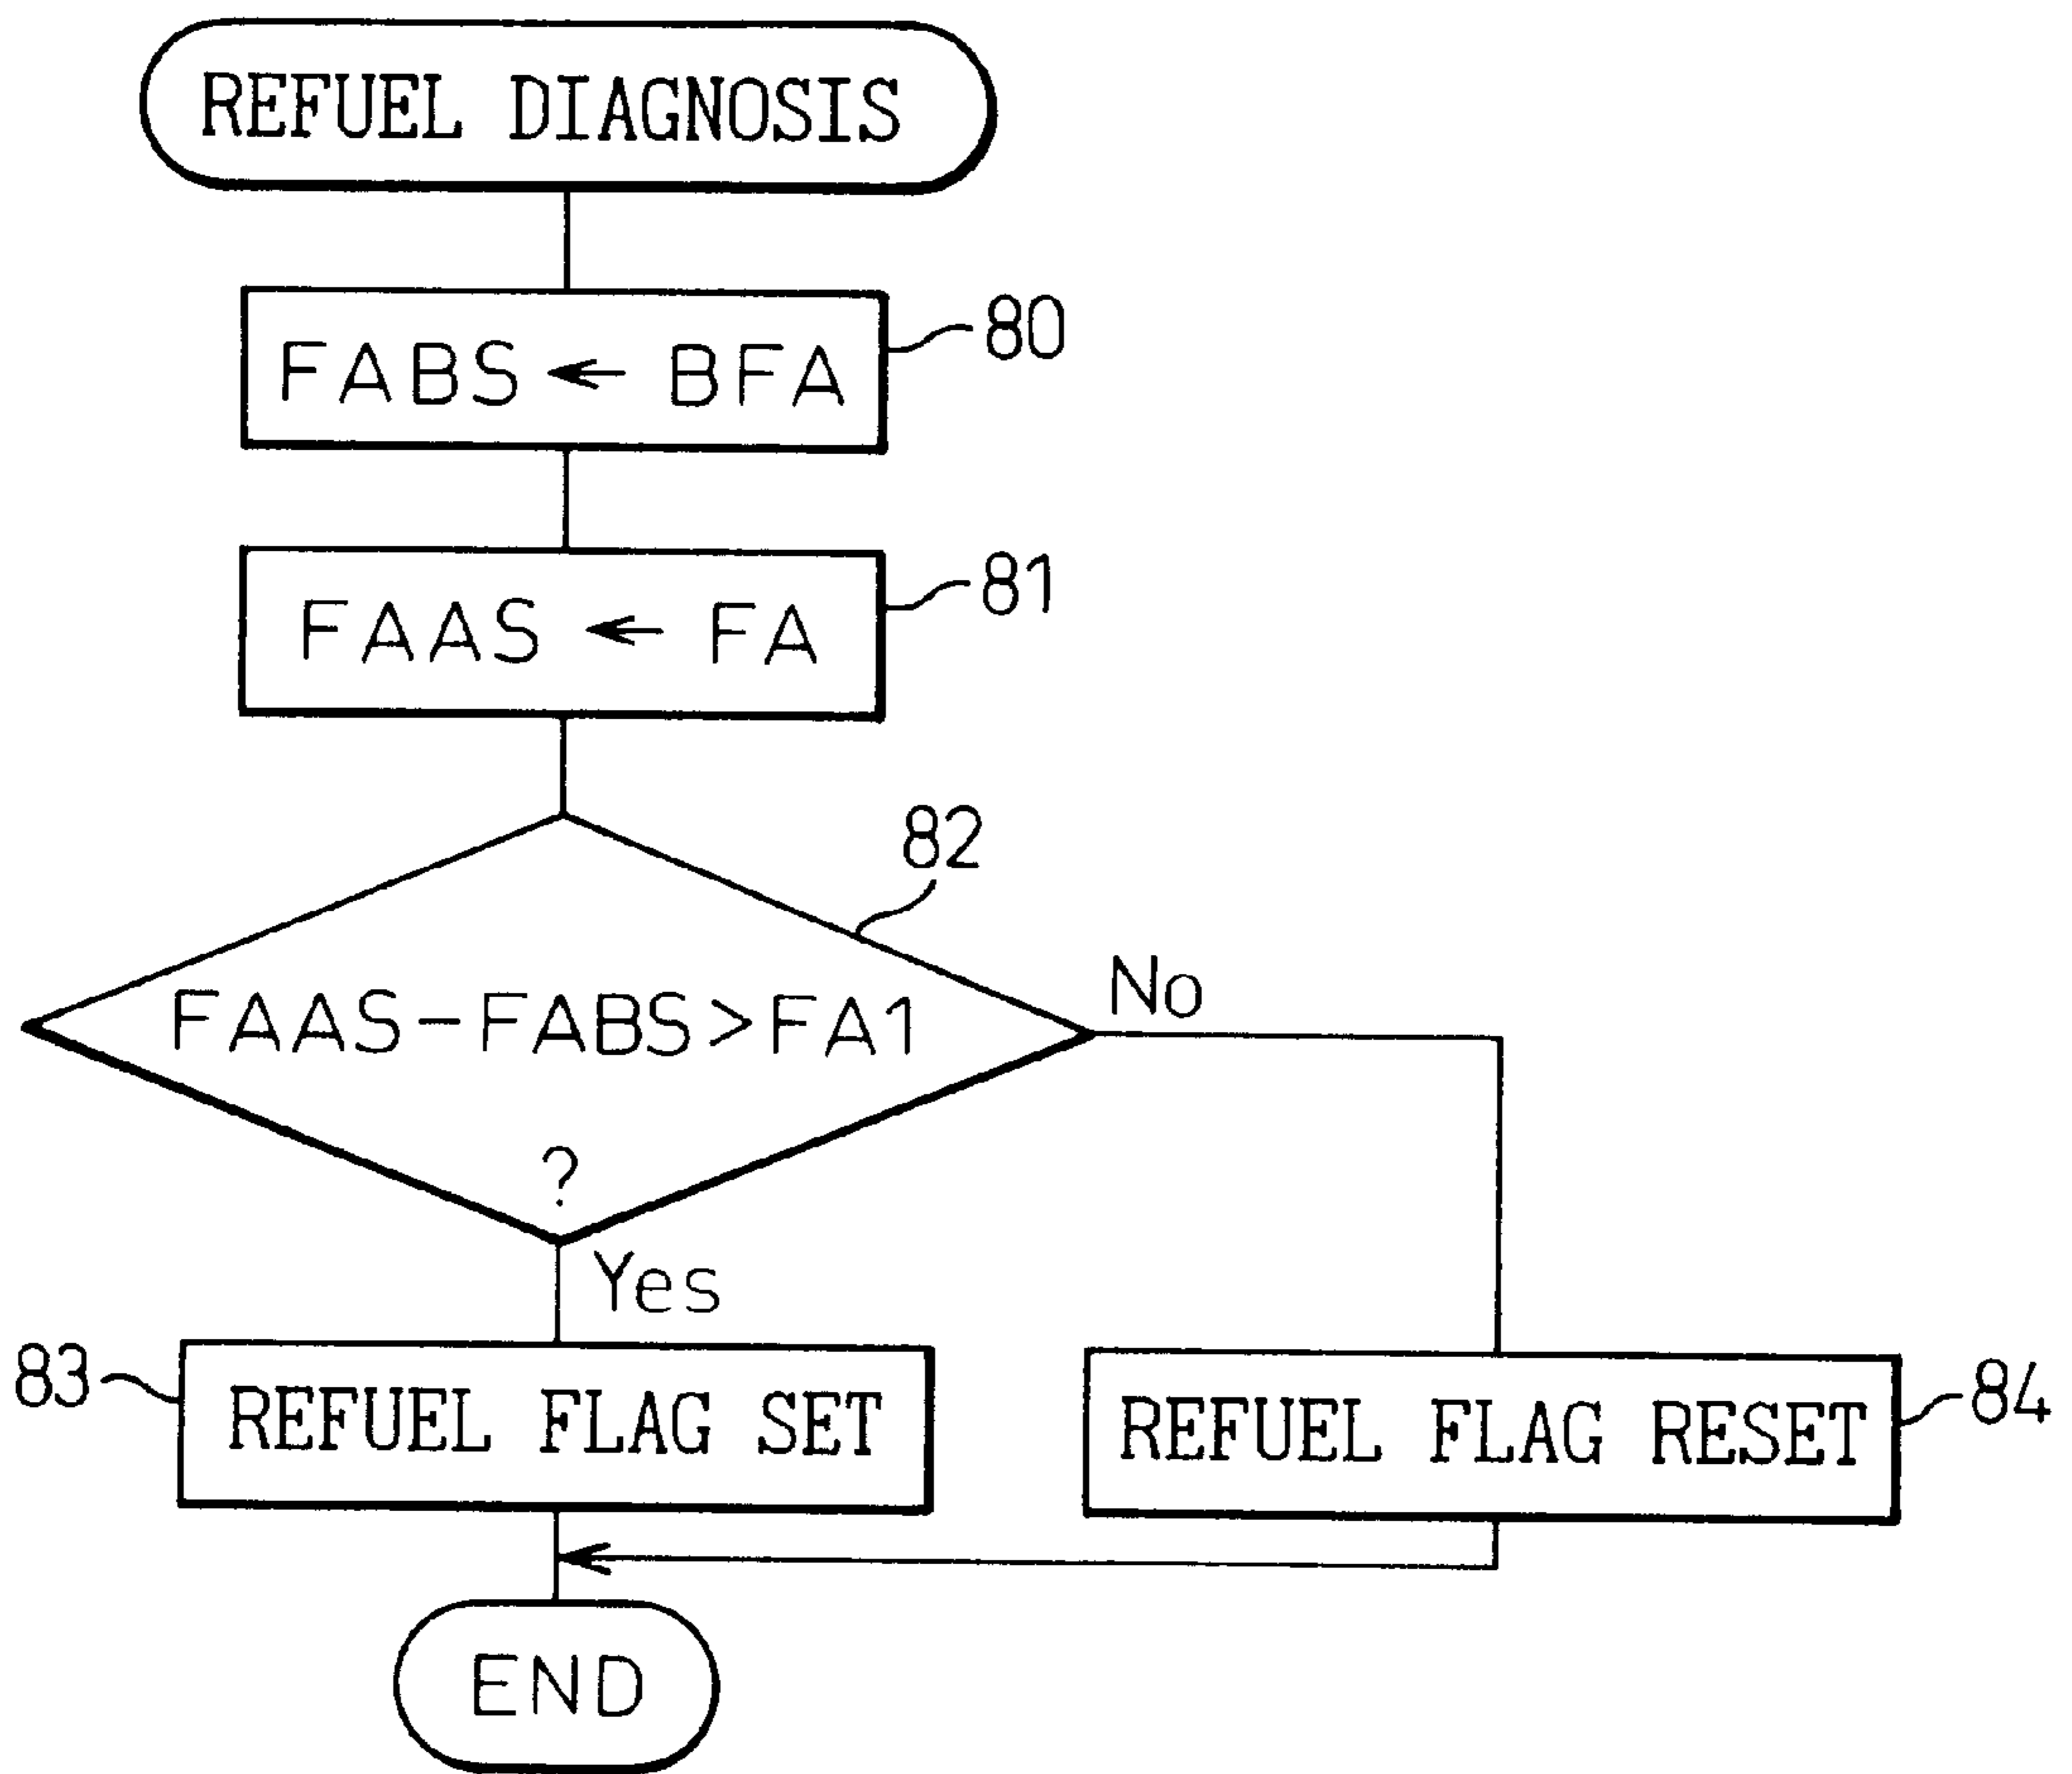 REFUEL DIAGNOSIS
FABS ← BFA
80
FAAS ← FA
81
82
FAAS-FABS>FA1
?
No
Yes
83
REFUEL FLAG SET
REFUEL FLAG RESET
84
END